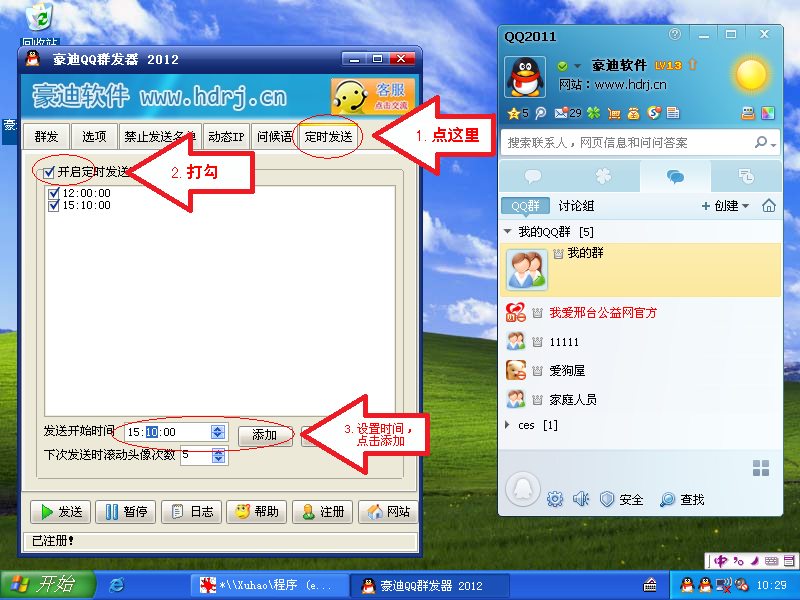 回收站
豪迪QQ群发器 2012
豪迪软件 www.hdrj.cn
客服
点击交流
群发 选项 禁止发送名单 动态IP 问候语 定时发送
1.点这里
开启定时发送
2.打勾
12:00:00
15:10:00
发送开始时间 15:10:00 添加
3.设置时间，
点击添加
下次发送时滚动头像次数 5
发送 暂停 日志 帮助 注册 网站
已注册!
QQ2011
豪迪软件 LV13
网站：www.hdrj.cn
5 29
搜索联系人，网页信息和问问答案
QQ群 讨论组 + 创建
我的QQ群 [5]
我的群
我爱邢台公益网官方
11111
爱狗屋
家庭人员
ces [1]
安全 查找
中
开始 *\\Xuhao\程序 (e... 豪迪QQ群发器 2012 10:29